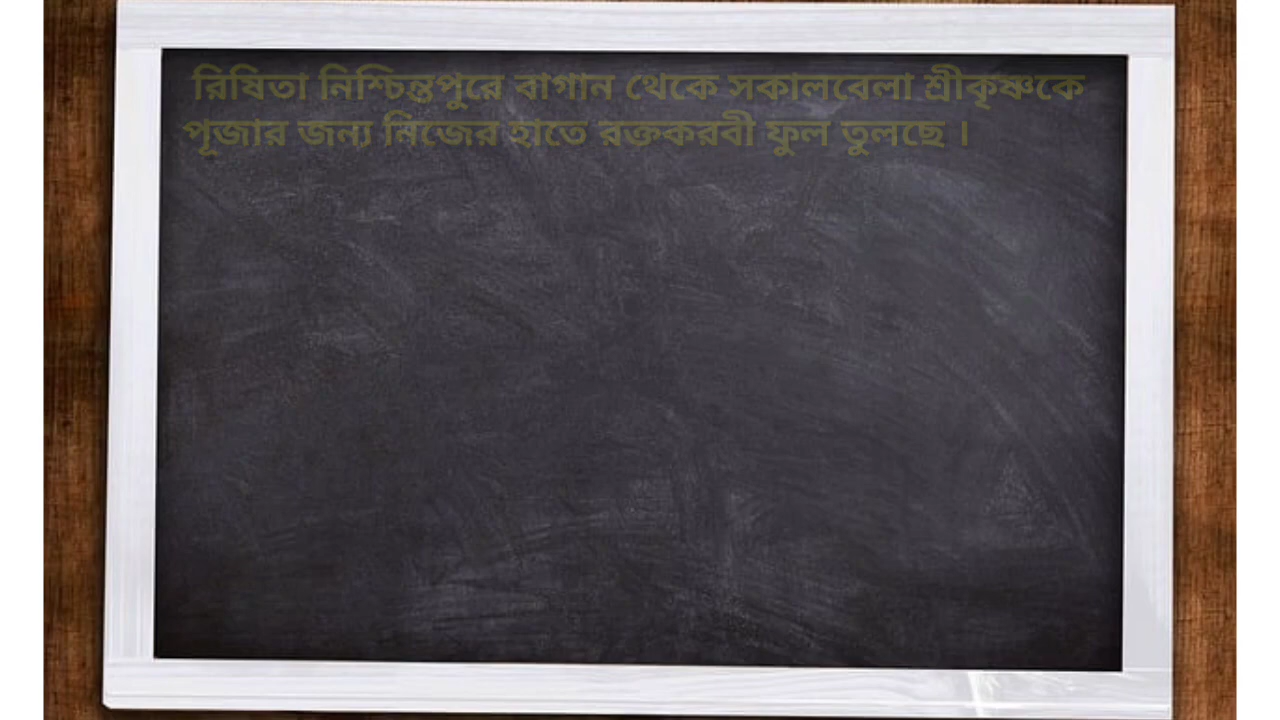 রিষিতা নিশ্চিন্তপুরে বাগান থেকে সকালবেলা শ্রীকৃষ্ণকে
পূজার জন্য নিজের হাতে রক্তকরবী ফুল তুলছে ।